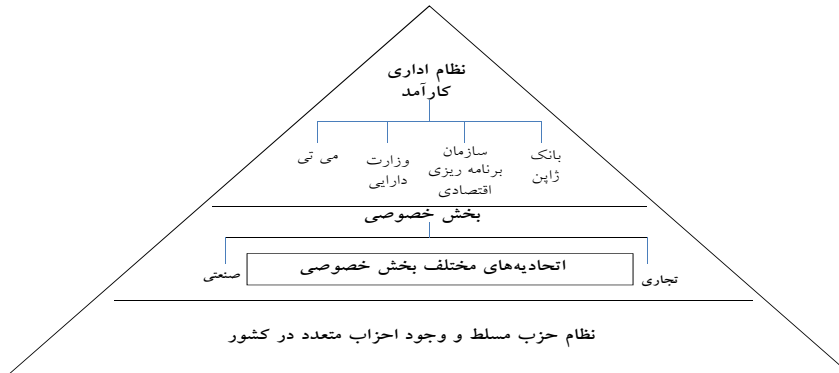 نظام اداری
کارآمد
بانک
ژاپن
سازمان
برنامه ریزی
اقتصادی
وزارت
دارایی
می تی
بخش خصوصی
تجاری
اتحادیه‌های مختلف بخش خصوصی
صنعتی
نظام حزب مسلط و وجود احزاب متعدد در کشور